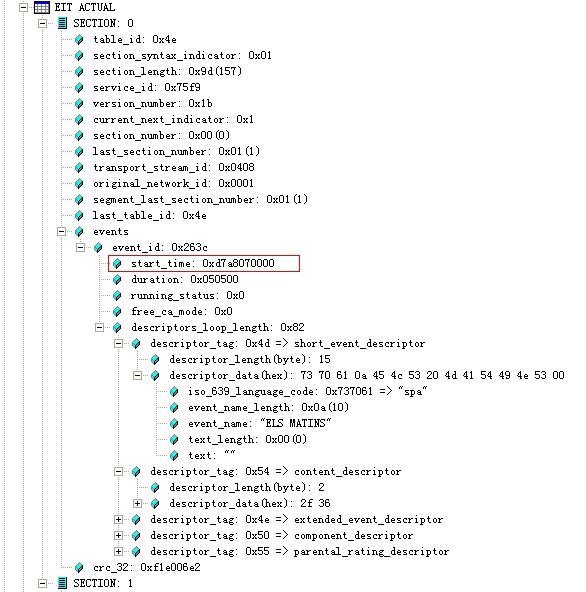 EIT ACTUAL
SECTION: 0
table_id: 0x4e
section_syntax_indicator: 0x01
section_length: 0x9d(157)
service_id: 0x75f9
version_number: 0x1b
current_next_indicator: 0x1
section_number: 0x00(0)
last_section_number: 0x01(1)
transport_stream_id: 0x0408
original_network_id: 0x0001
segment_last_section_number: 0x01(1)
last_table_id: 0x4e
events
event_id: 0x263c
start_time: 0xd7a8070000
duration: 0x050500
running_status: 0x0
free_ca_mode: 0x0
descriptors_loop_length: 0x82
descriptor_tag: 0x4d => short_event_descriptor
descriptor_length(byte): 15
descriptor_data(hex): 73 70 61 0a 45 4c 53 20 4d 41 54 49 4e 53 00
iso_639_language_code: 0x737061 => "spa"
event_name_length: 0x0a(10)
event_name: "ELS MATINS"
text_length: 0x00(0)
text: ""
descriptor_tag: 0x54 => content_descriptor
descriptor_length(byte): 2
descriptor_data(hex): 2f 36
descriptor_tag: 0x4e => extended_event_descriptor
descriptor_tag: 0x50 => component_descriptor
descriptor_tag: 0x55 => parental_rating_descriptor
crc_32: 0xf1e006e2
SECTION: 1